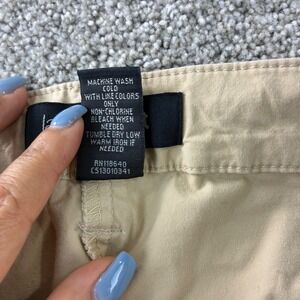 MACHINE WASH
COLD
WITH LIKE COLORS
ONLY
NON-CHLORINE
BLEACH WHEN
NEEDED
TUMBLE DRY LOW
WARM IRON IF
NEEDED
RN118640
CS13010341